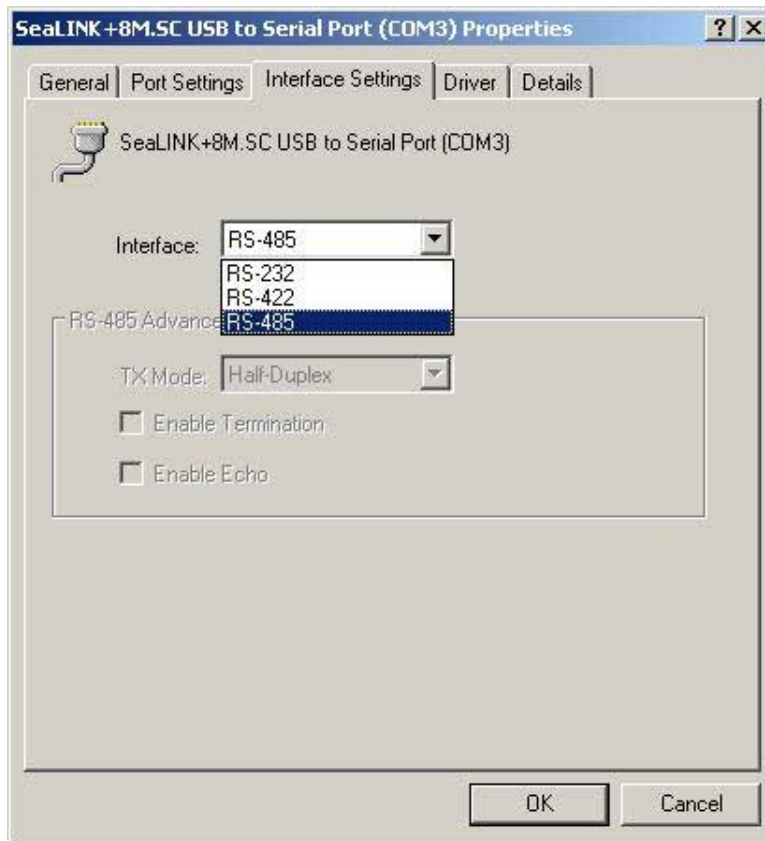 SeaLINK+8M.SC USB to Serial Port (COM3) Properties
General Port Settings Interface Settings Driver Details
SeaLINK+8M.SC USB to Serial Port (COM3)
Interface: RS-485
RS-232
RS-422
RS-485
RS-485 Advance
TX Mode: Half-Duplex
Enable Termination
Enable Echo
OK Cancel